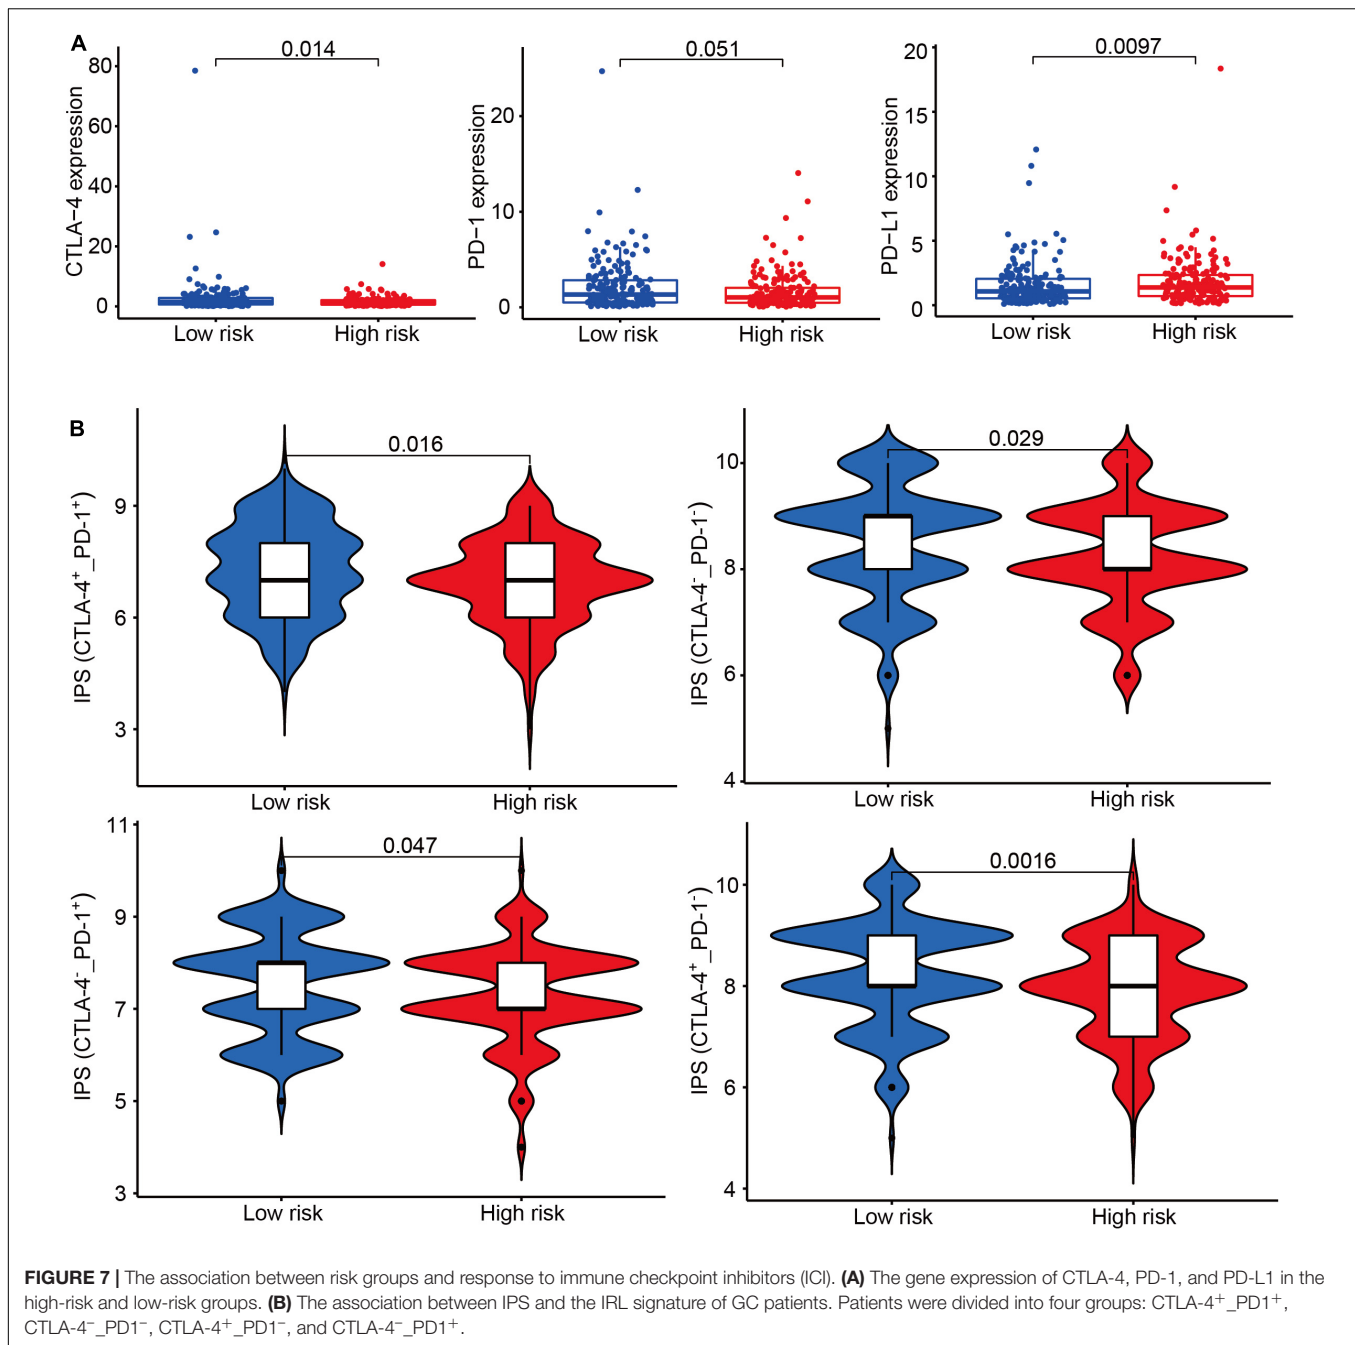 A
0.014
80
60
40
20
0
CTLA−4 expression
Low risk
High risk
0.051
20
10
0
PD−1 expression
Low risk
High risk
0.0097
20
15
10
5
0
PD−L1 expression
Low risk
High risk
B
0.016
9
6
3
IPS (CTLA-4⁺_PD-1⁺)
Low risk
High risk
0.029
10
8
6
4
IPS (CTLA-4⁻_PD-1⁻)
Low risk
High risk
0.047
11
9
7
5
3
IPS (CTLA-4⁻_PD-1⁺)
Low risk
High risk
0.0016
10
8
6
4
IPS (CTLA-4⁺_PD-1⁻)
Low risk
High risk
FIGURE 7 | The association between risk groups and response to immune checkpoint inhibitors (ICI). (A) The gene expression of CTLA-4, PD-1, and PD-L1 in the
high-risk and low-risk groups. (B) The association between IPS and the IRL signature of GC patients. Patients were divided into four groups: CTLA-4⁺_PD1⁺,
CTLA-4⁻_PD1⁻, CTLA-4⁺_PD1⁻, and CTLA-4⁻_PD1⁺.